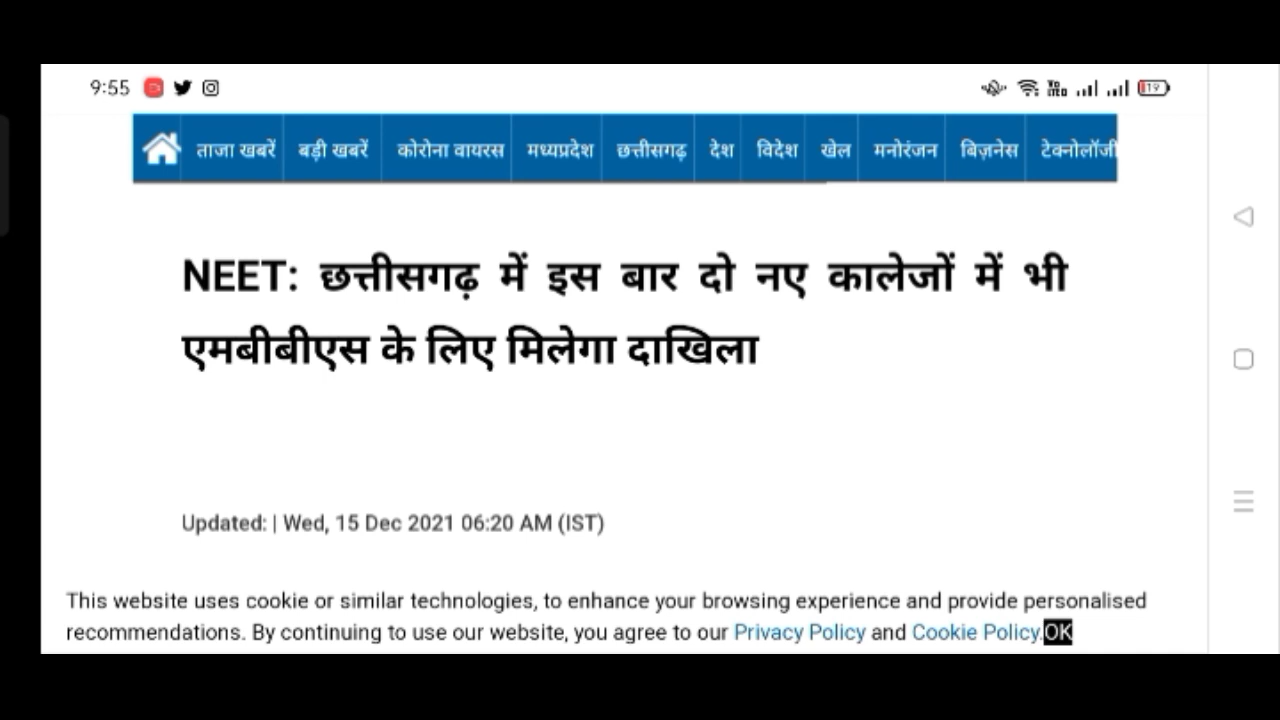 9:55
19
ताजा खबरें बड़ी खबरें कोरोना वायरस मध्यप्रदेश छत्तीसगढ़ देश विदेश खेल मनोरंजन बिज़नेस टेक्नोलॉजी
NEET: छत्तीसगढ़ में इस बार दो नए कालेजों में भी
एमबीबीएस के लिए मिलेगा दाखिला
Updated: | Wed, 15 Dec 2021 06:20 AM (IST)
This website uses cookie or similar technologies, to enhance your browsing experience and provide personalised
recommendations. By continuing to use our website, you agree to our Privacy Policy and Cookie Policy.OK